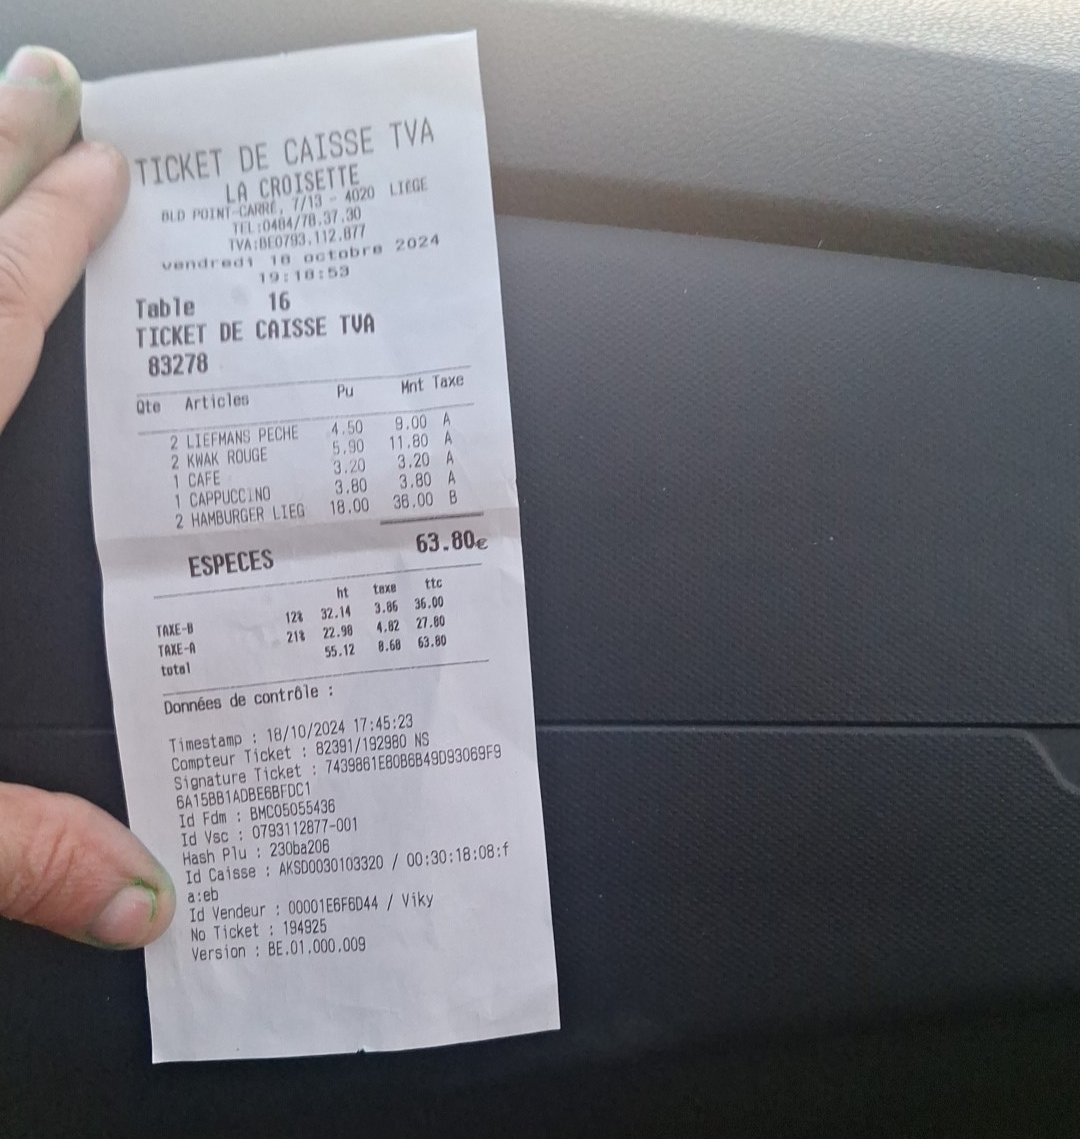 TICKET DE CAISSE TVA
LA CROISETTE
BLD POINT-CARRE, 7/13 - 4020 LIEGE
TEL:0484/78.37.30
TVA:BE0793.112.877
vendredi 18 octobre 2024
19:18:53
Table 16
TICKET DE CAISSE TVA
83278
Qte Articles Pu Mnt Taxe
2 LIEFMANS PECHE 4.50 9.00 A
2 KWAK ROUGE 5.90 11.80 A
1 CAFE 3.20 3.20 A
1 CAPPUCCINO 3.80 3.80 A
2 HAMBURGER LIEG 18.00 36.00 B
ESPECES 63.80€
ht taxe ttc
TAXE-B 12% 32.14 3.86 36.00
TAXE-A 21% 22.98 4.82 27.80
total 55.12 8.68 63.80
Données de contrôle :
Timestamp : 18/10/2024 17:45:23
Compteur Ticket : 82391/192980 NS
Signature Ticket : 7439861E80B6B49D93069F9
6A15BB1ADBE6BFDC1
Id Fdm : BMC05055436
Id Vsc : 0793112877-001
Hash Plu : 230ba206
Id Caisse : AKSD0030103320 / 00:30:18:08:f
a:eb
Id Vendeur : 00001E6F6D44 / Viky
No Ticket : 194925
Version : BE.01.000.009